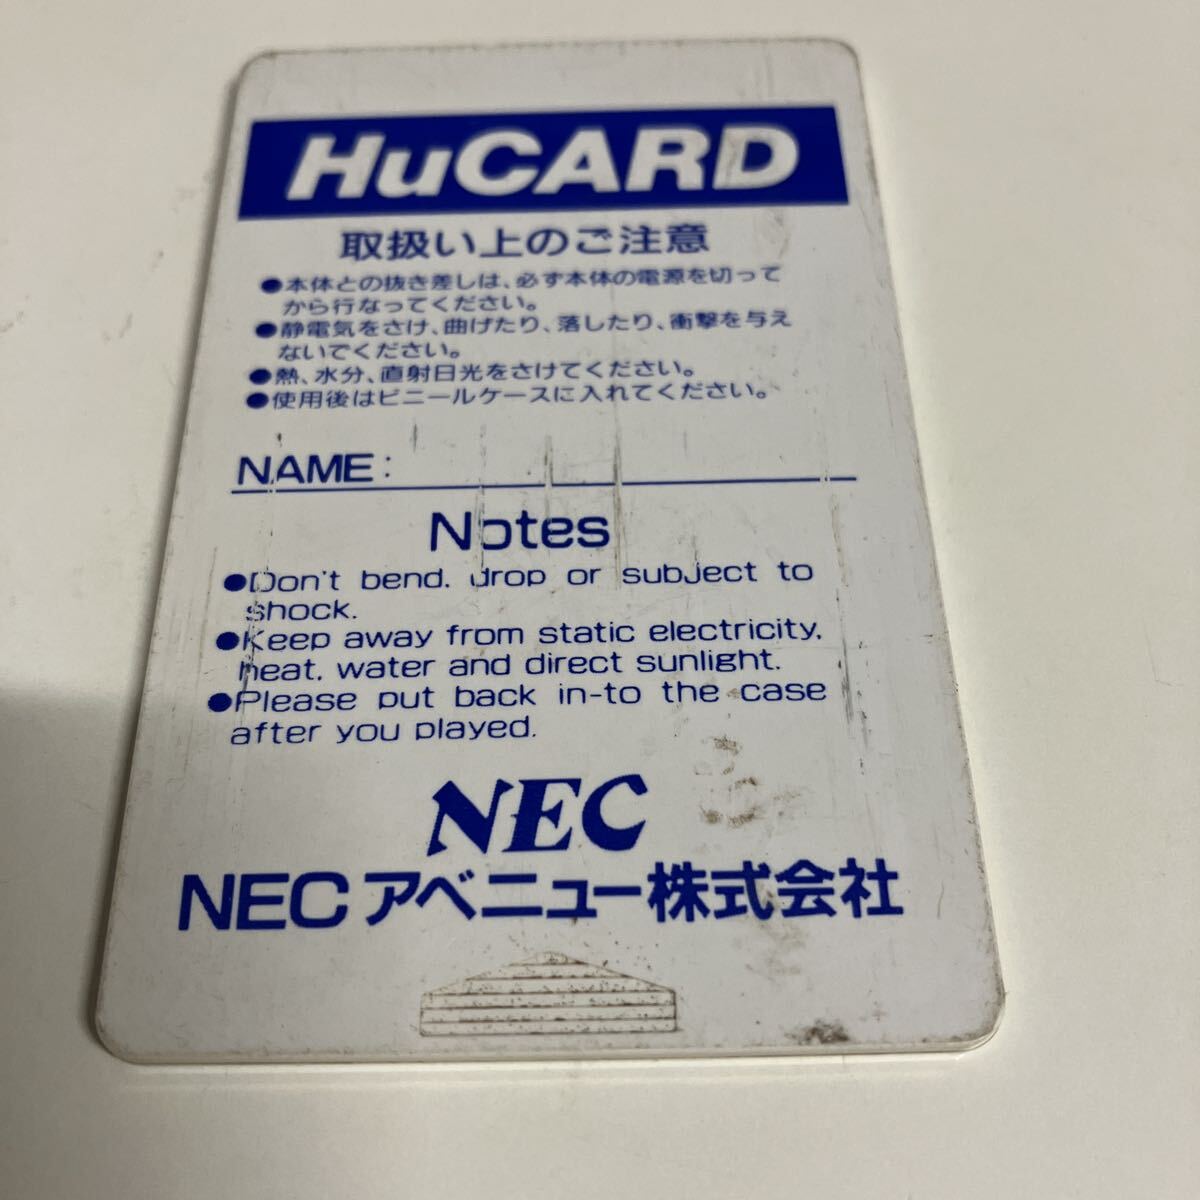 HuCARD
取扱い上のご注意
●本体との抜き差しは、必ず本体の電源を切って
から行なってください。
●静電気をさけ、曲げたり、落したり、衝撃を与え
ないでください。
●熱、水分、直射日光をさけてください。
●使用後はビニールケースに入れてください。
NAME:
Notes
●Don't bend, drop or subject to
shock.
●Keep away from static electricity,
heat, water and direct sunlight.
●Please put back in-to the case
after you played.
NEC
NECアベニュー株式会社